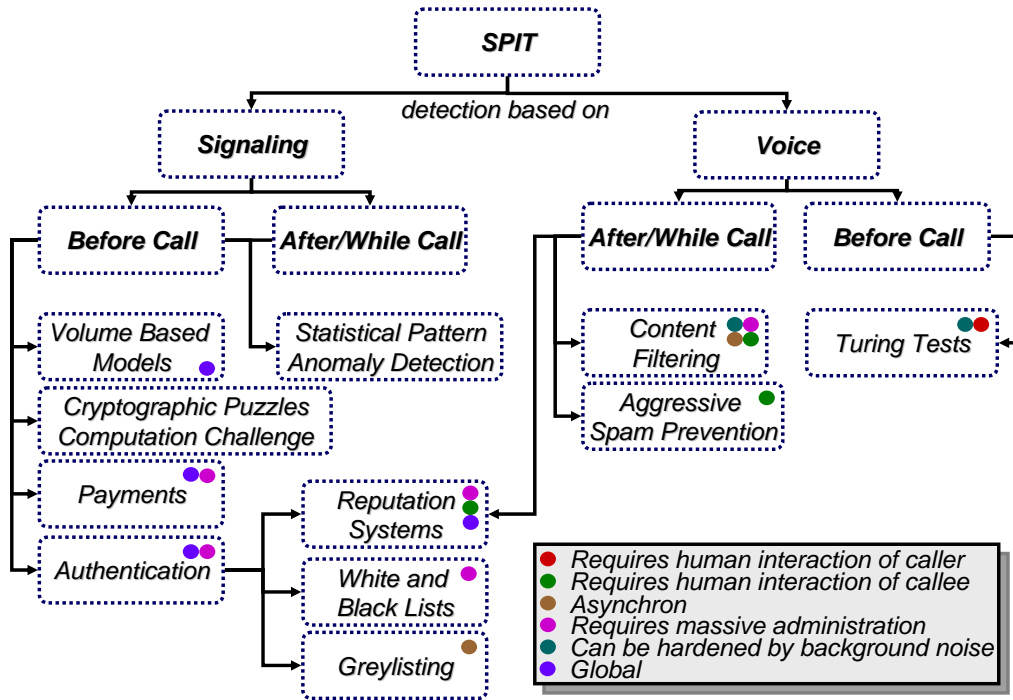 SPIT
detection based on
Signaling
Voice
Before Call
After/While Call
After/While Call
Before Call
Volume Based
Models
Statistical Pattern
Anomaly Detection
Content
Filtering
Turing Tests
Cryptographic Puzzles
Computation Challenge
Aggressive
Spam Prevention
Payments
Reputation
Systems
Authentication
White and
Black Lists
Greylisting
Requires human interaction of caller
Requires human interaction of callee
Asynchron
Requires massive administration
Can be hardened by background noise
Global